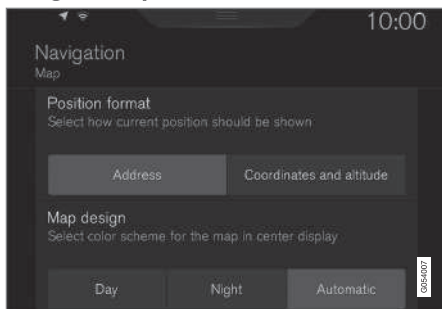 10:00
Navigation
Map
Position format
Select how current position should be shown
Address
Coordinates and altitude
Map design
Select color scheme for the map in center display
Day
Night
Automatic
G054007